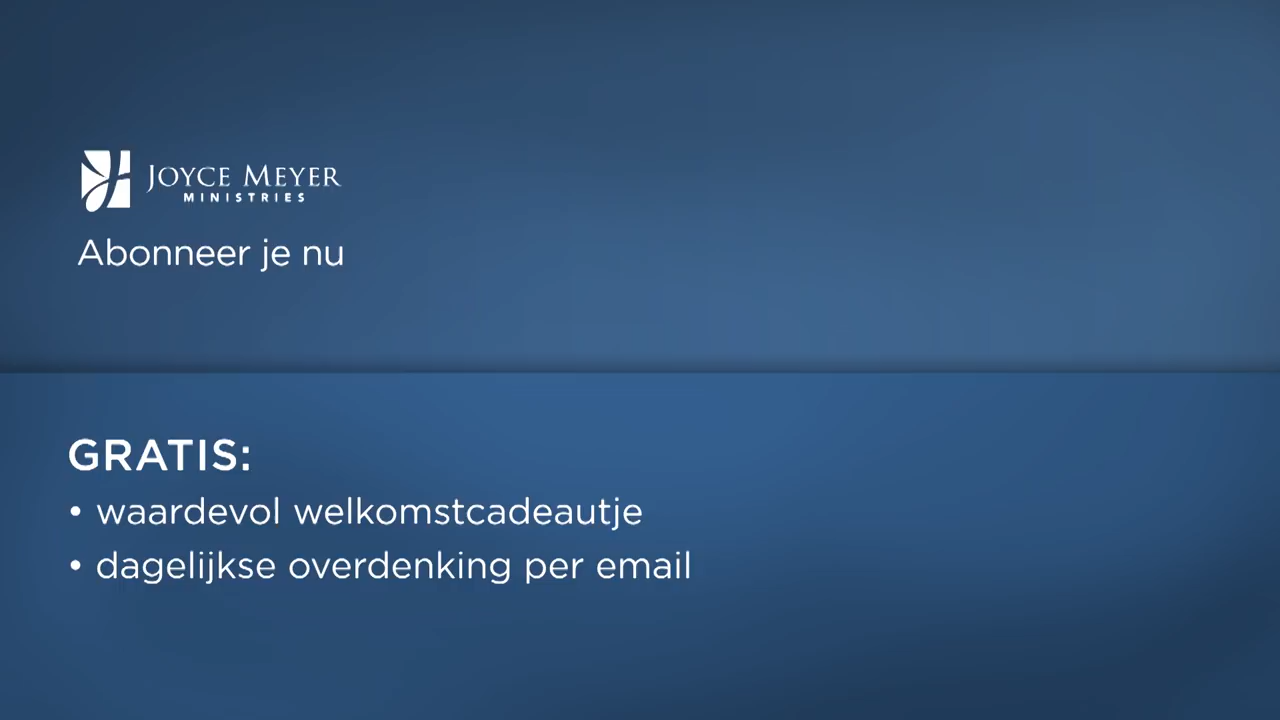 JOYCE MEYER
MINISTRIES
Abonneer je nu
GRATIS:
• waardevol welkomstcadeautje
• dagelijkse overdenking per email